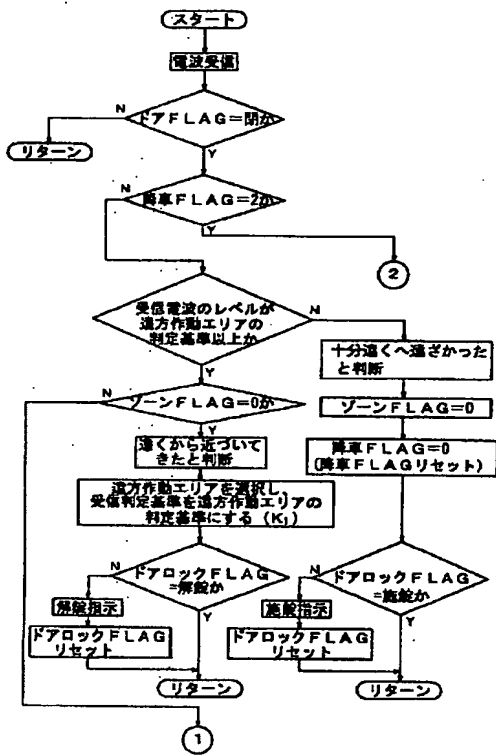 スタート
電波受信
N
ドアFLAG=閉か
リターン
Y
N
降車FLAG=2か
Y
2
受信電波のレベルが
遠方作動エリアの
判定基準以上か
N
Y
十分遠くへ遠ざかった
と判断
N
ゾーンFLAG=0か
ゾーンFLAG=0
Y
遠くから近づいて
きたと判断
降車FLAG=0
(降車FLAGリセット)
遠方作動エリアを選択し、
受信判定基準を遠方作動エリアの
判定基準にする (K₁)
N
ドアロックFLAG
=解錠か
N
ドアロックFLAG
=施錠か
解錠指示
Y
施錠指示
Y
ドアロックFLAG
リセット
ドアロックFLAG
リセット
リターン
リターン
1